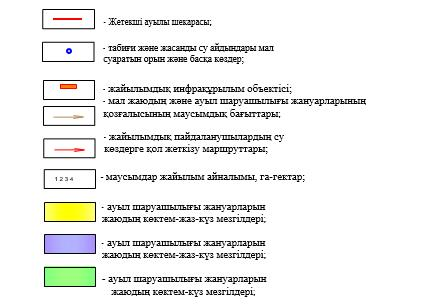 - Жетекші ауылы шекарасы;
- табиғи және жасанды су айдындары мал
суаратын орын және басқа көздер;
- жайылымдық инфрақұрылым объектісі;
- мал жаюдың және ауыл шаруашылығы жануарларының
қозғалысының маусымдық бағыттары;
- жайылымдық пайдаланушылардың су
көздерге қол жеткізу маршруттары;
1 2 3 4
- маусымдар жайылым айналымы, га-гектар;
- ауыл шаруашылығы жануарларын
жаюдың көктем-жаз-күз мезгілдері;
- ауыл шаруашылығы жануарларын
жаюдың көктем-жаз-күз мезгілдері;
- ауыл шаруашылығы жануарларын
жаюдың көктем-күз мезгілдері;